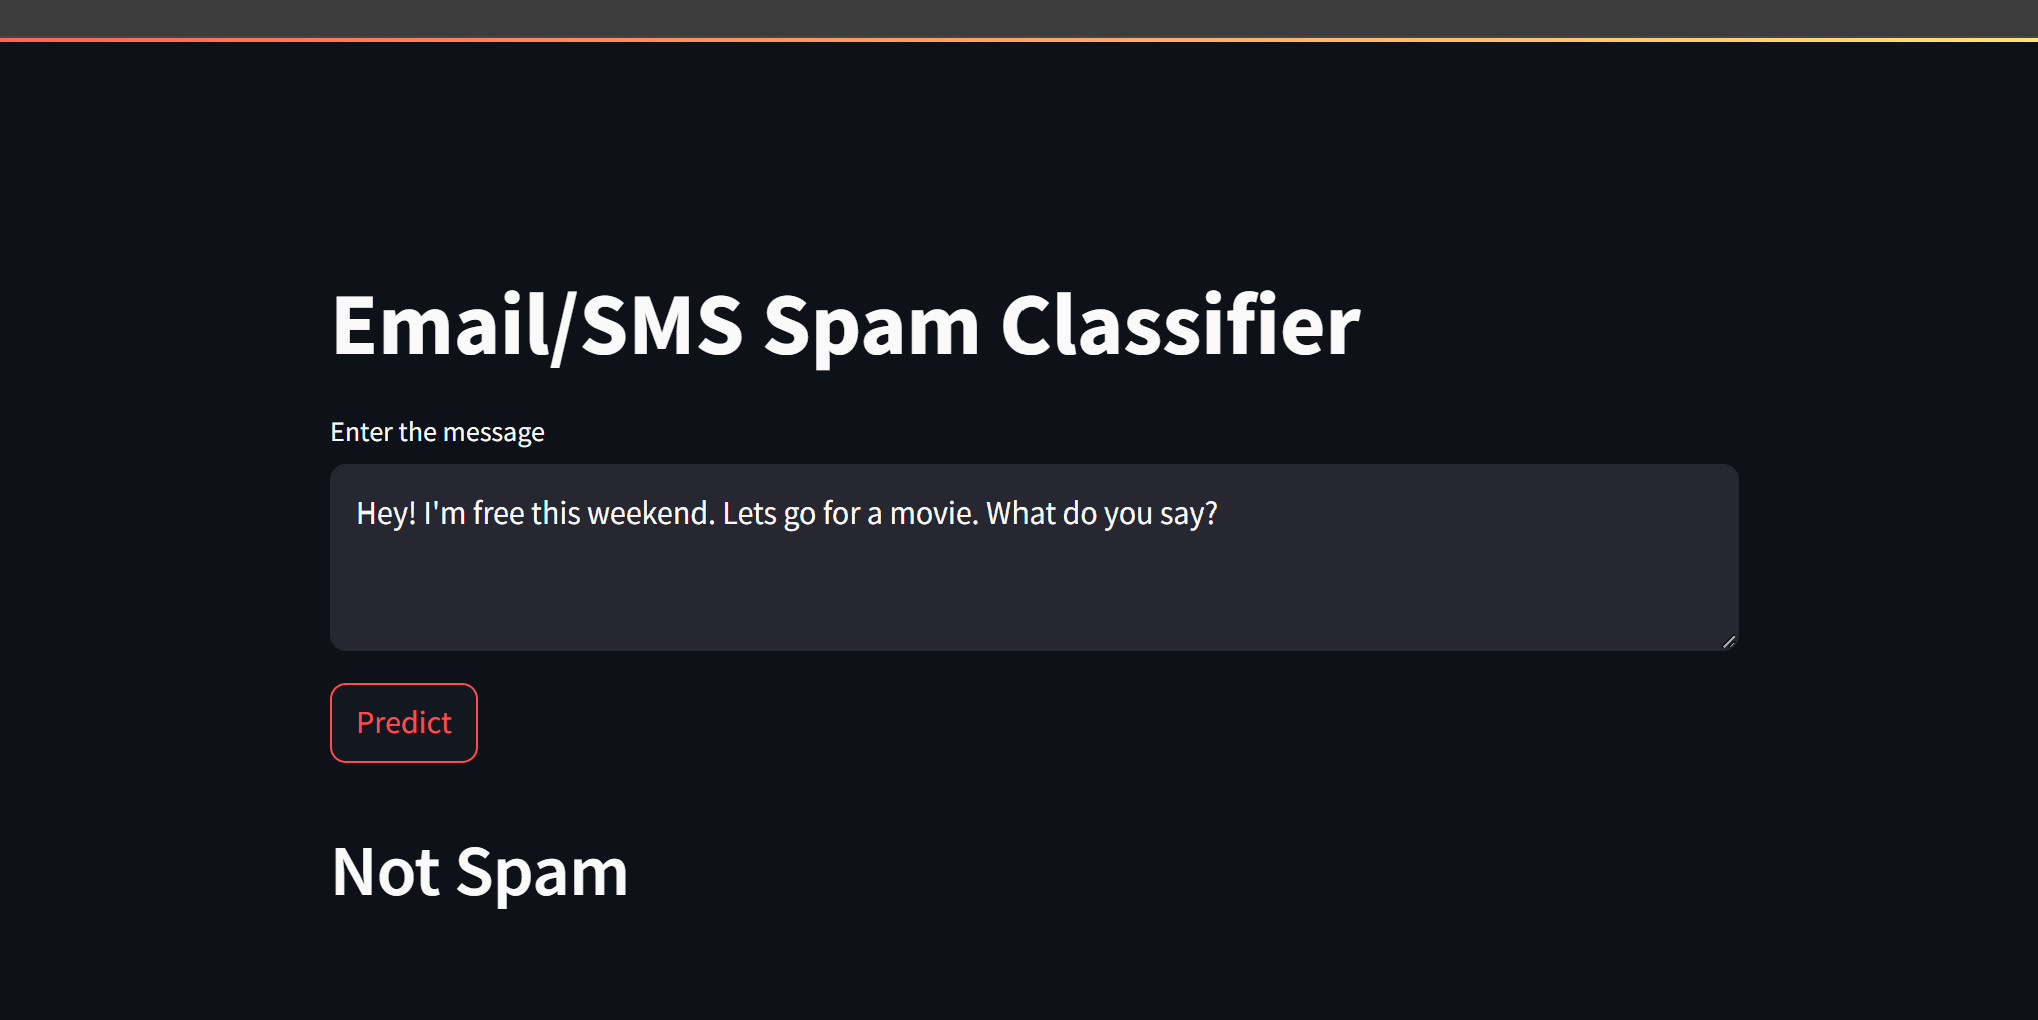 Email/SMS Spam Classifier
Enter the message
Hey! I'm free this weekend. Lets go for a movie. What do you say?
Predict
Not Spam